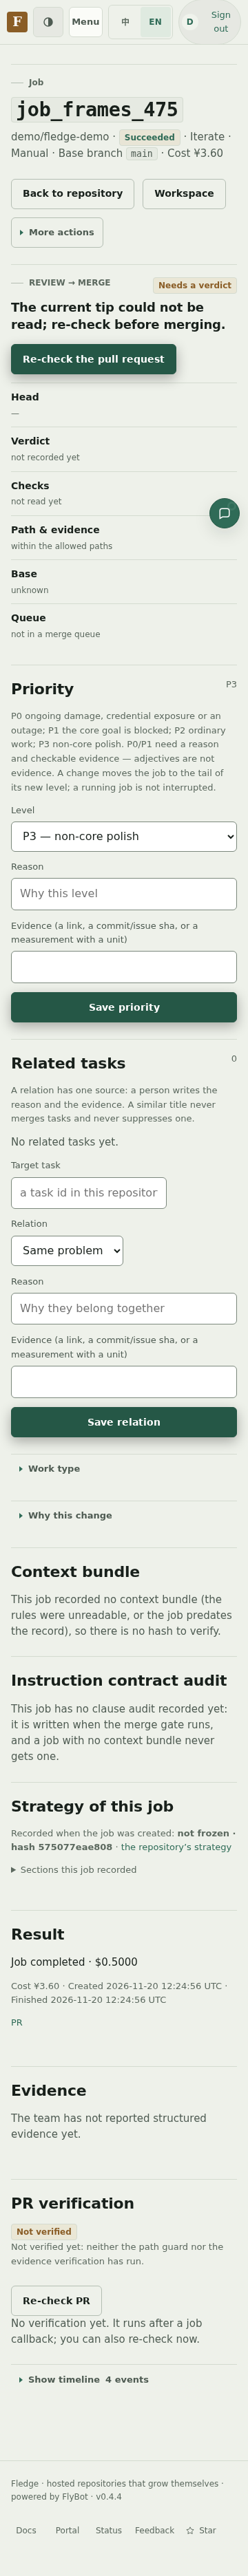 F Menu 中 EN D Sign out
Job
job_frames_475
demo/fledge-demo · Succeeded · Iterate ·
Manual · Base branch main · Cost ¥3.60
Back to repository Workspace
More actions
REVIEW → MERGE Needs a verdict
The current tip could not be
read; re-check before merging.
Re-check the pull request
Head
—
Verdict
not recorded yet
Checks
not read yet
Path & evidence
within the allowed paths
Base
unknown
Queue
not in a merge queue
Priority P3
P0 ongoing damage, credential exposure or an
outage; P1 the core goal is blocked; P2 ordinary
work; P3 non-core polish. P0/P1 need a reason
and checkable evidence — adjectives are not
evidence. A change moves the job to the tail of
its new level; a running job is not interrupted.
Level
P3 — non-core polish
Reason
Why this level
Evidence (a link, a commit/issue sha, or a
measurement with a unit)
Save priority
Related tasks 0
A relation has one source: a person writes the
reason and the evidence. A similar title never
merges tasks and never suppresses one.
No related tasks yet.
Target task
a task id in this repositor
Relation
Same problem
Reason
Why they belong together
Evidence (a link, a commit/issue sha, or a
measurement with a unit)
Save relation
Work type
Why this change
Context bundle
This job recorded no context bundle (the
rules were unreadable, or the job predates
the record), so there is no hash to verify.
Instruction contract audit
This job has no clause audit recorded yet:
it is written when the merge gate runs,
and a job with no context bundle never
gets one.
Strategy of this job
Recorded when the job was created: not frozen ·
hash 575077eae808 · the repository's strategy
Sections this job recorded
Result
Job completed · $0.5000
Cost ¥3.60 · Created 2026-11-20 12:24:56 UTC ·
Finished 2026-11-20 12:24:56 UTC
PR
Evidence
The team has not reported structured
evidence yet.
PR verification
Not verified
Not verified yet: neither the path guard nor the
evidence verification has run.
Re-check PR
No verification yet. It runs after a job
callback; you can also re-check now.
Show timeline 4 events
Fledge · hosted repositories that grow themselves ·
powered by FlyBot · v0.4.4
Docs Portal Status Feedback Star